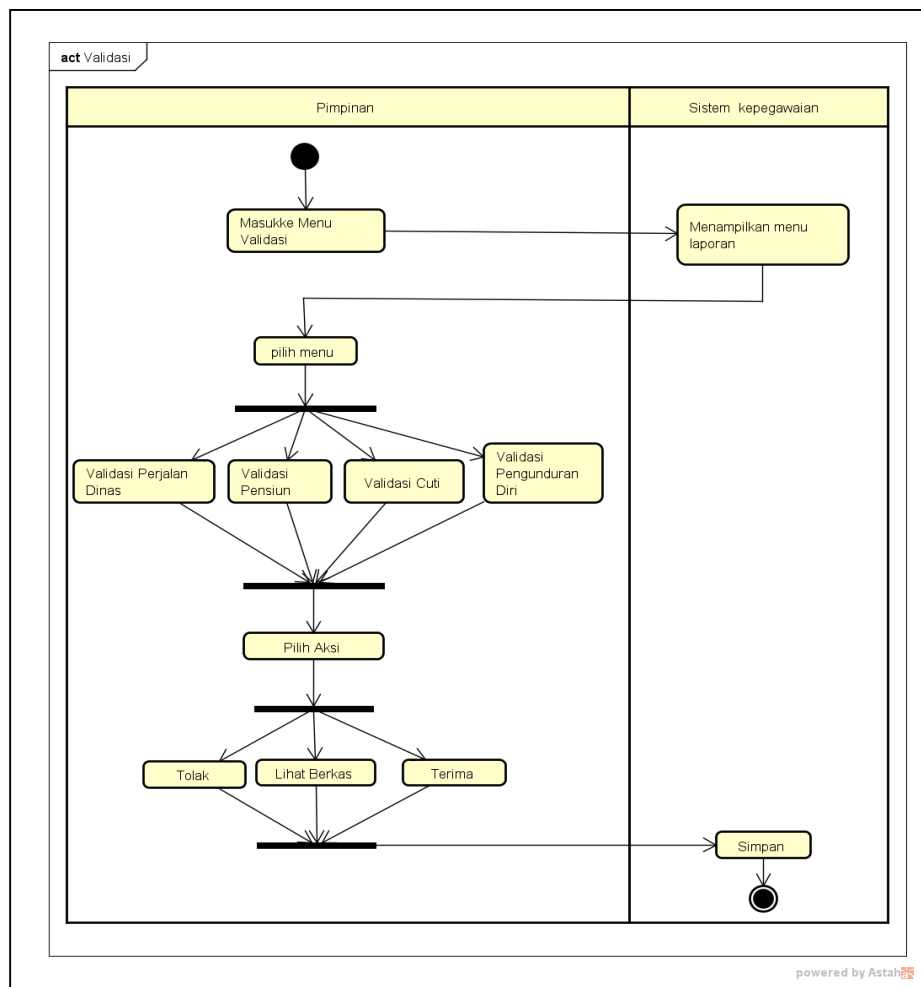 act Validasi
Pimpinan
Sistem kepegawaian
Masukke Menu
Validasi
Menampilkan menu
laporan
pilih menu
Validasi Perjalan
Dinas
Validasi
Pensiun
Validasi Cuti
Validasi
Pengunduran
Diri
Pilih Aksi
Tolak
Lihat Berkas
Terima
Simpan
powered by Astah